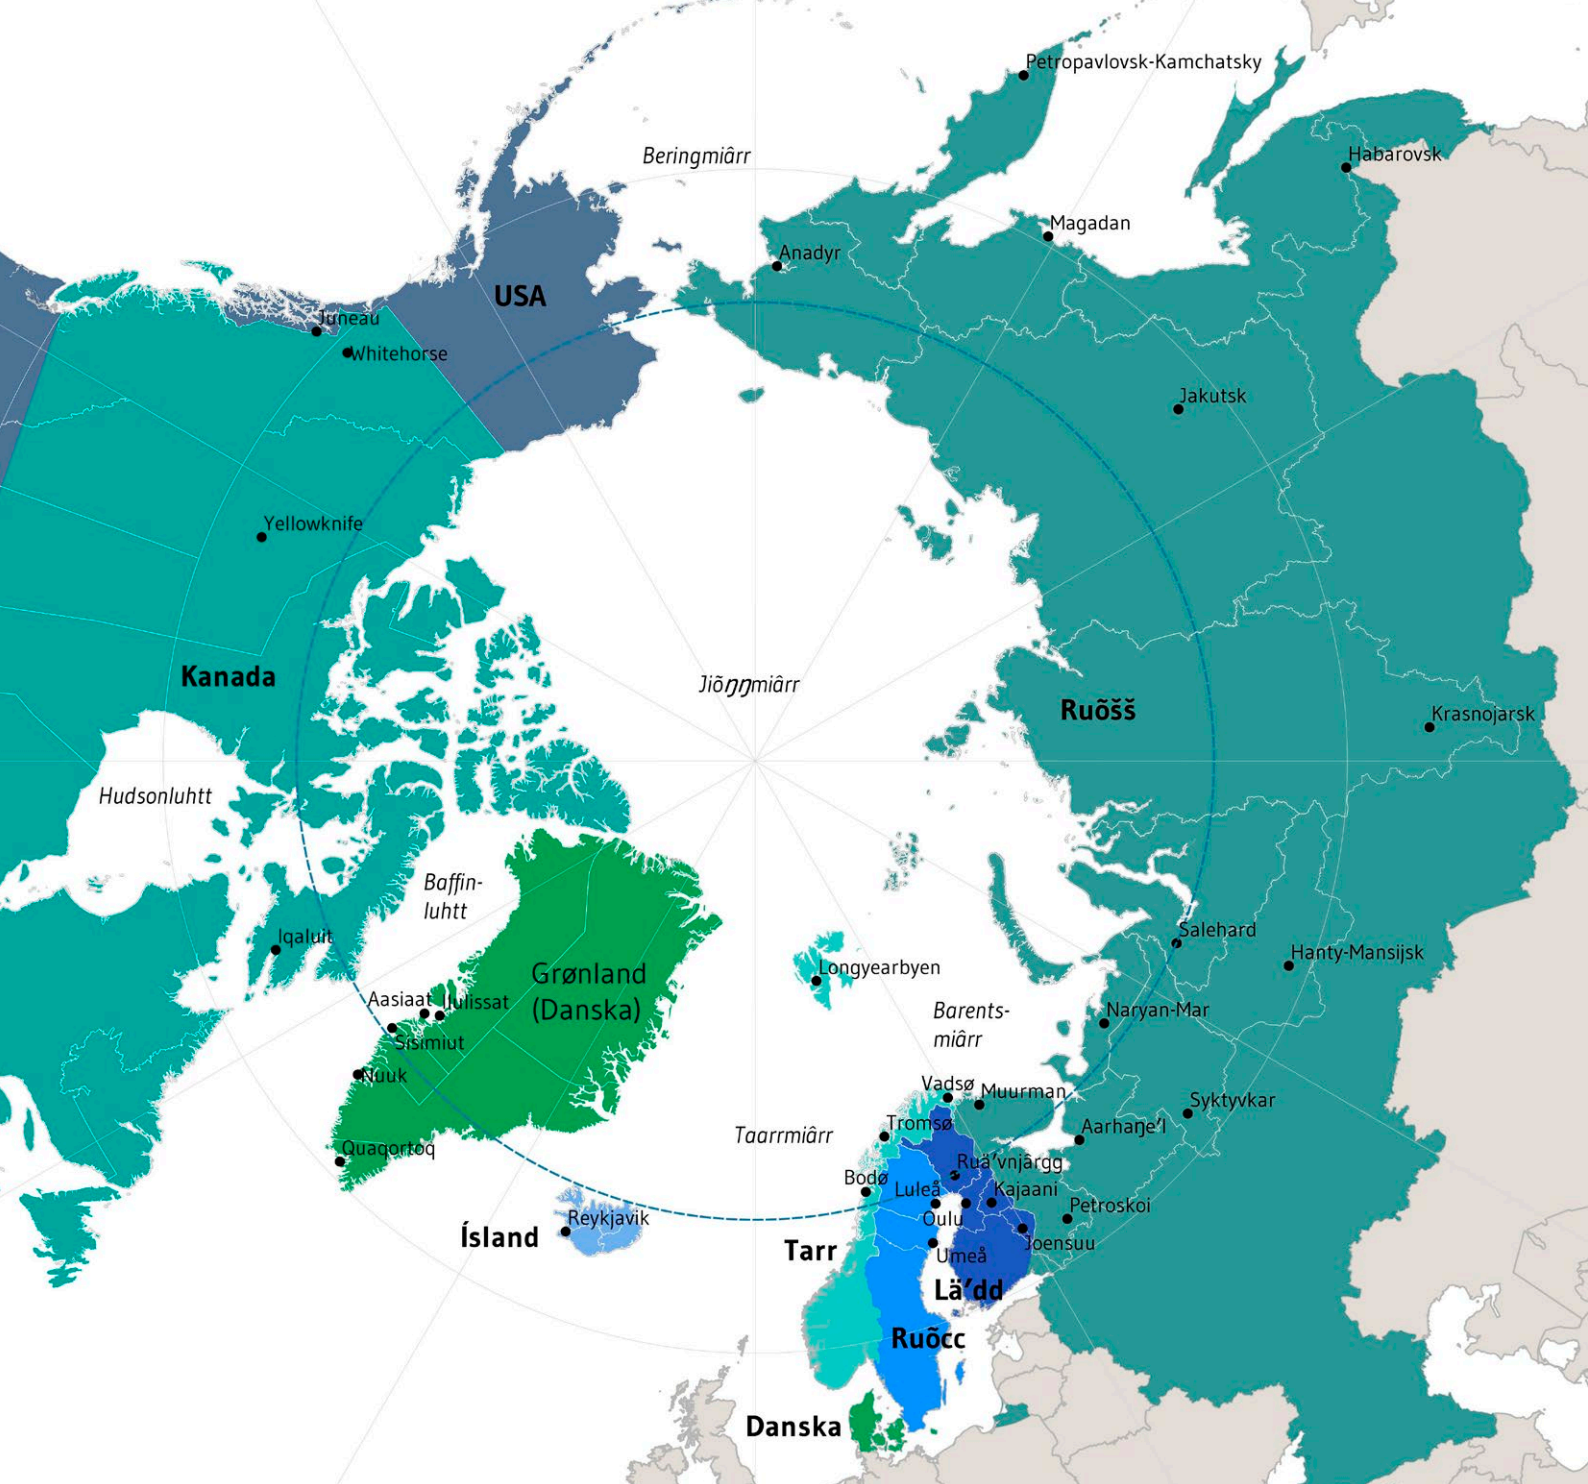 Petropavlovsk-Kamchatsky
Beringmiârr
Habarovsk
Magadan
Anadyr
USA
Juneau
Whitehorse
Jakutsk
Yellowknife
Kanada
Jiõŋŋmiârr
Ruõšš
Krasnojarsk
Hudsonluhtt
Baffin-
luhtt
Iqaluit
Salehard
Hanty-Mansijsk
Longyearbyen
Grønland
(Danska)
Aasiaat
Ilulissat
Sisimiut
Barents-
miârr
Naryan-Mar
Nuuk
Vadsø
Muurman
Syktyvkar
Tromsø
Taarrmiârr
Aarhaŋe’l
Quaqortoq
Ruä’vnjârgg
Bodø
Luleå
Kajaani
Petroskoi
Reykjavik
Oulu
Ísland
Tarr
Joensuu
Umeå
Lä’dd
Ruõcc
Danska